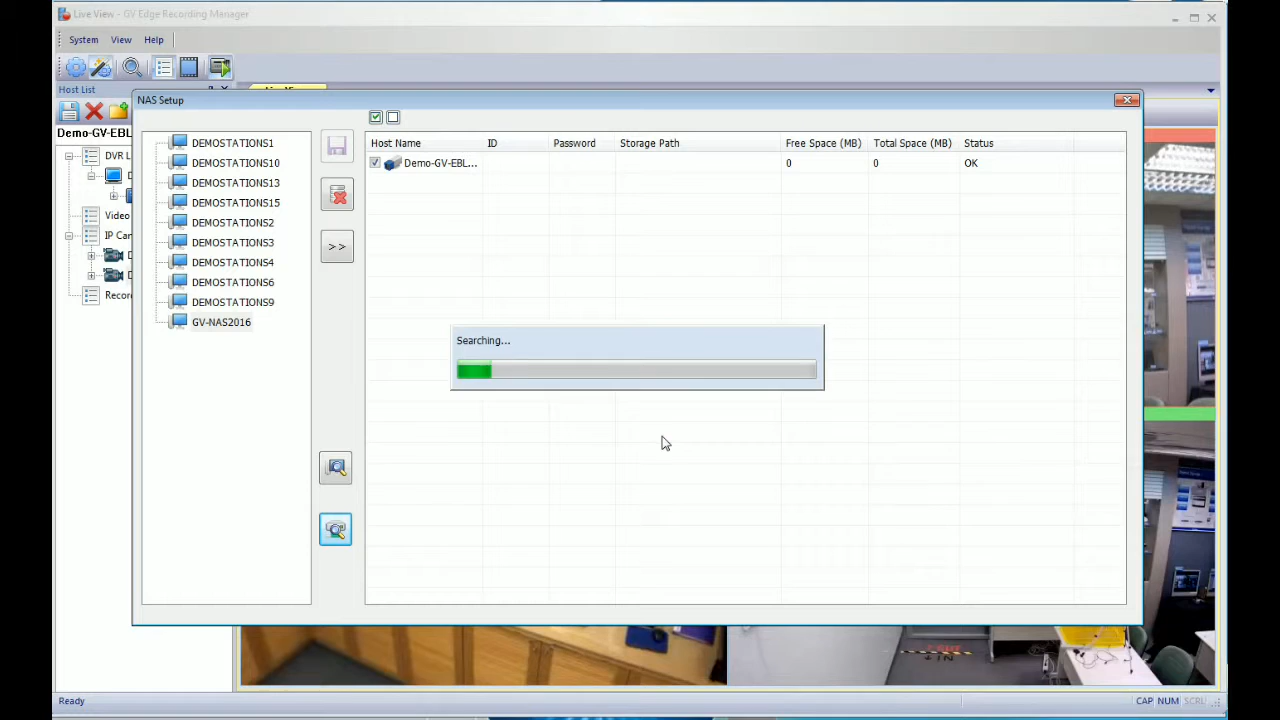 Live View - GV Edge Recording Manager
System View Help
Host List
NAS Setup
Demo-GV-EBL
DVR L
Video
IP Cam
Recor
DEMOSTATIONS1
DEMOSTATIONS10
DEMOSTATIONS13
DEMOSTATIONS15
DEMOSTATIONS2
DEMOSTATIONS3
DEMOSTATIONS4
DEMOSTATIONS6
DEMOSTATIONS9
GV-NAS2016
>>
Host Name ID Password Storage Path Free Space (MB) Total Space (MB) Status
Demo-GV-EBL... 0 0 OK
Searching...
Ready
CAP NUM SCRL